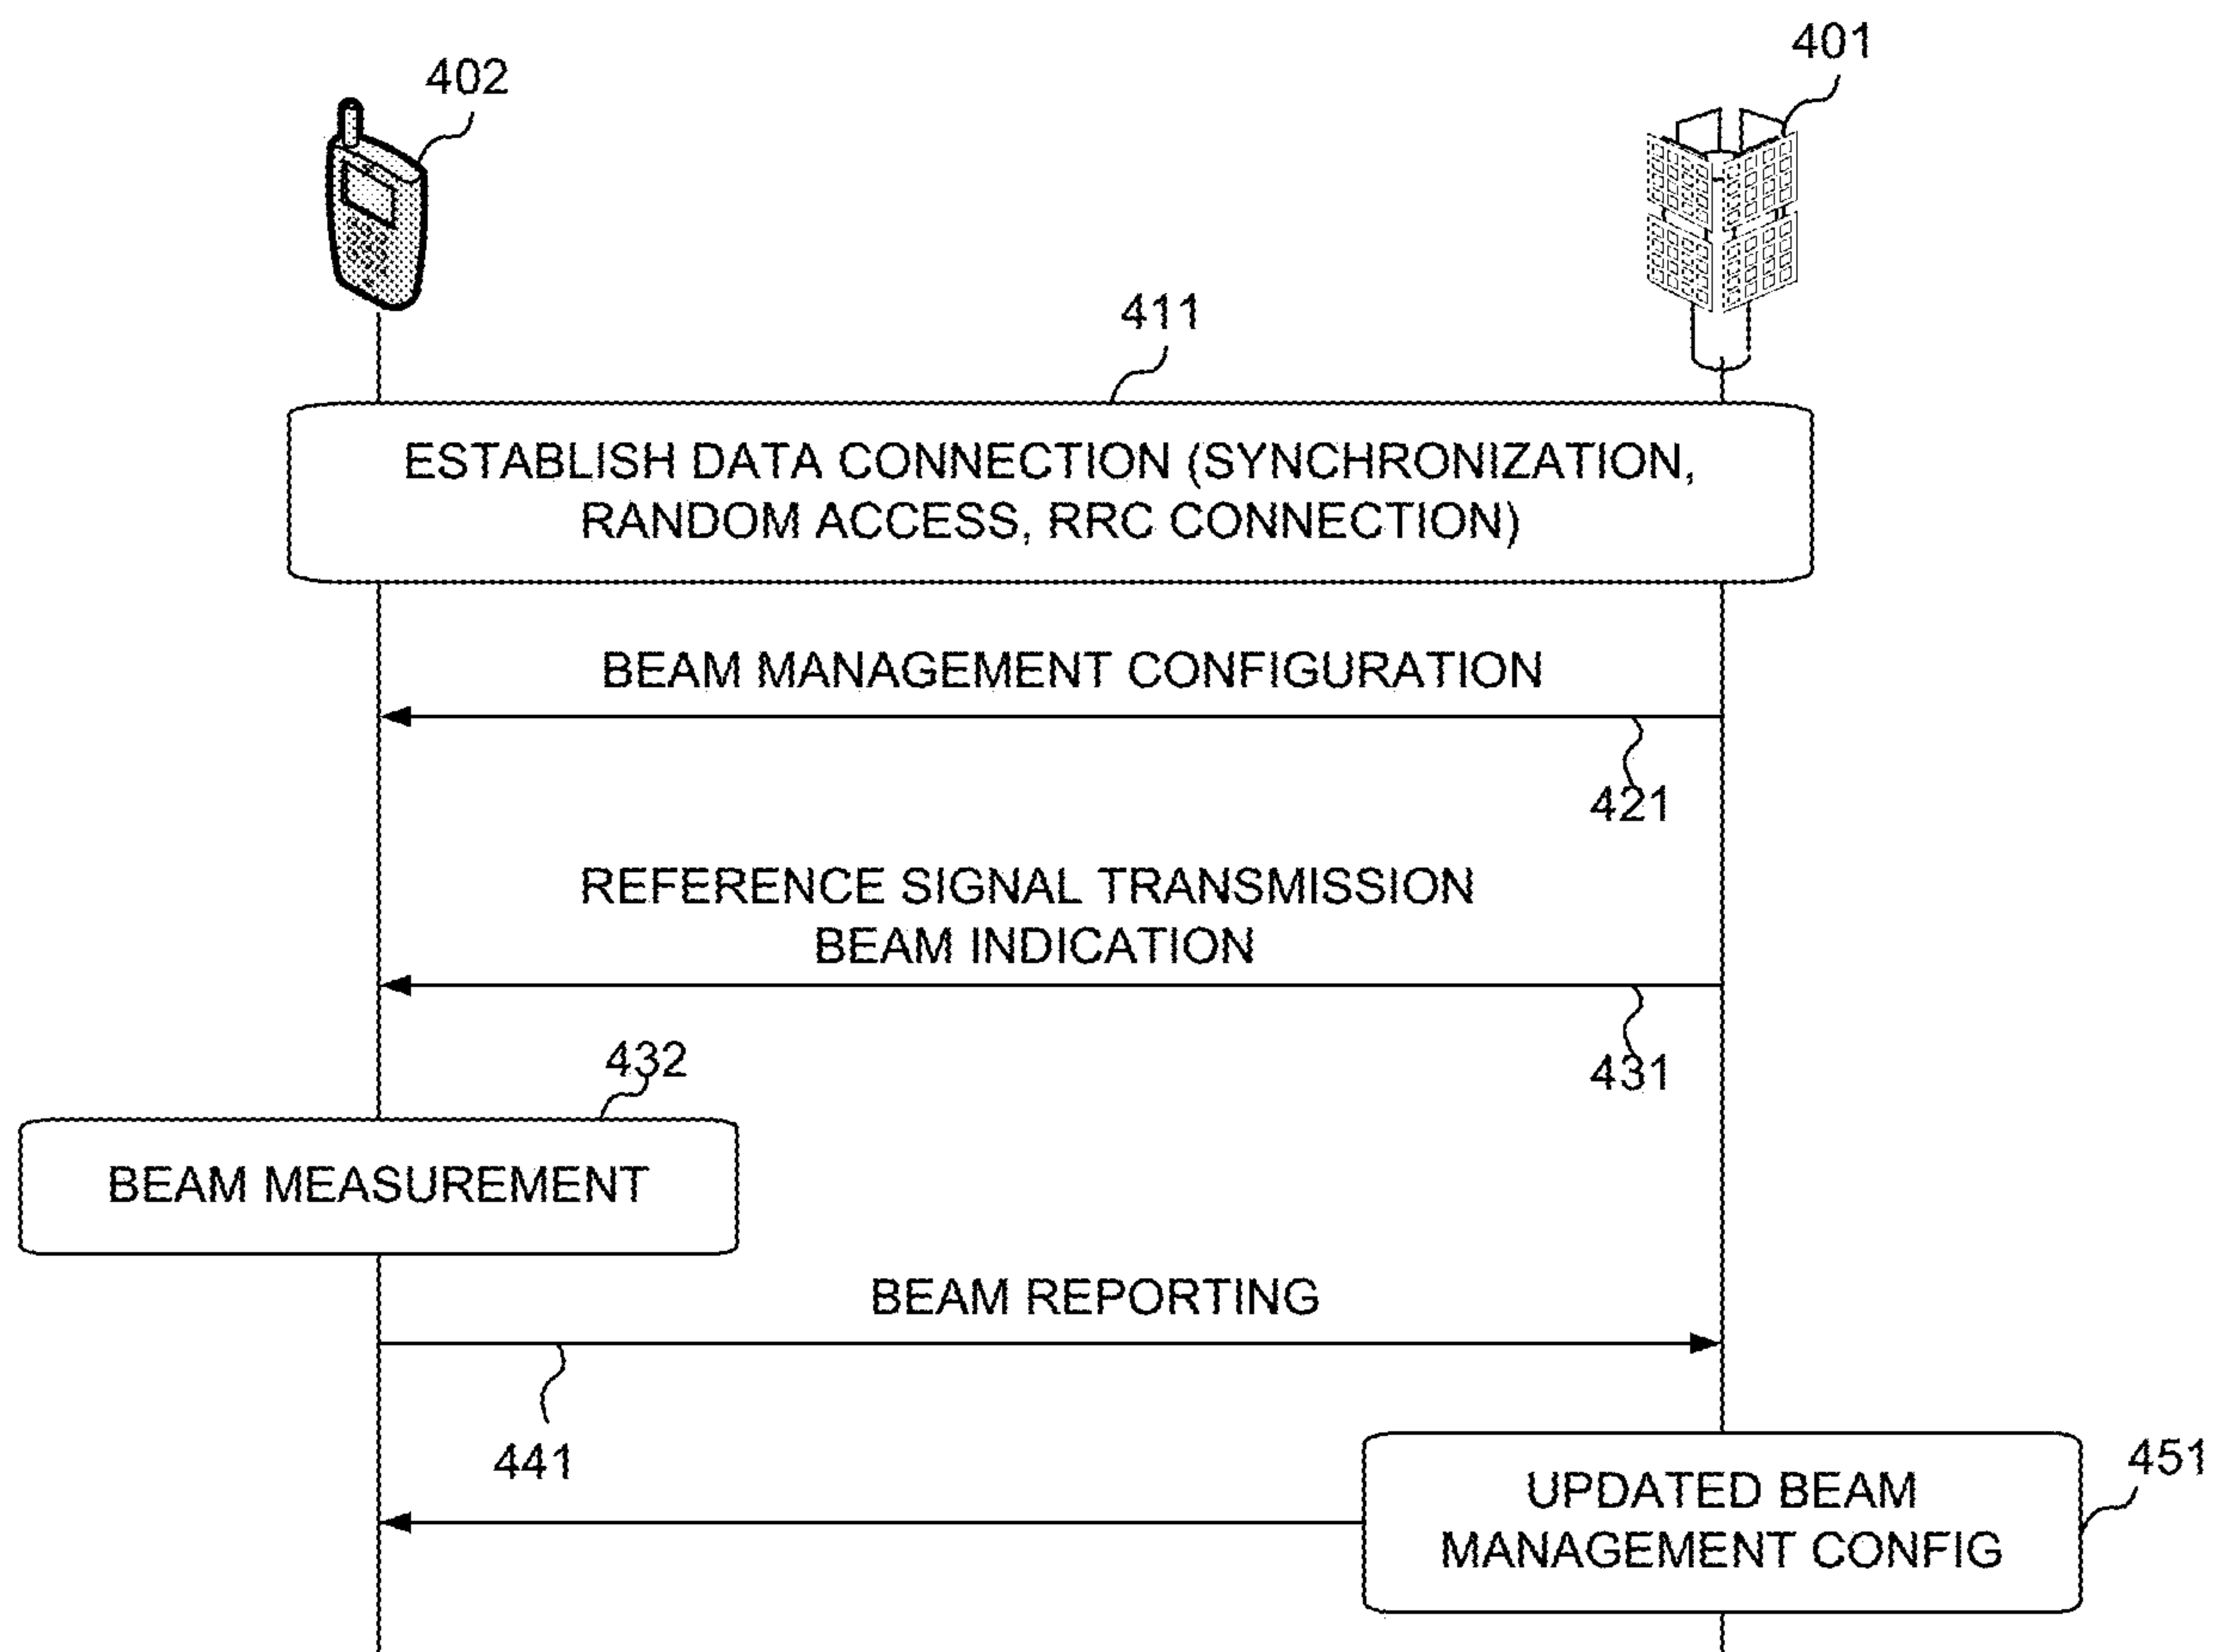 401
402
411
ESTABLISH DATA CONNECTION (SYNCHRONIZATION,
RANDOM ACCESS, RRC CONNECTION)
BEAM MANAGEMENT CONFIGURATION
421
REFERENCE SIGNAL TRANSMISSION
BEAM INDICATION
431
432
BEAM MEASUREMENT
BEAM REPORTING
441
451
UPDATED BEAM
MANAGEMENT CONFIG